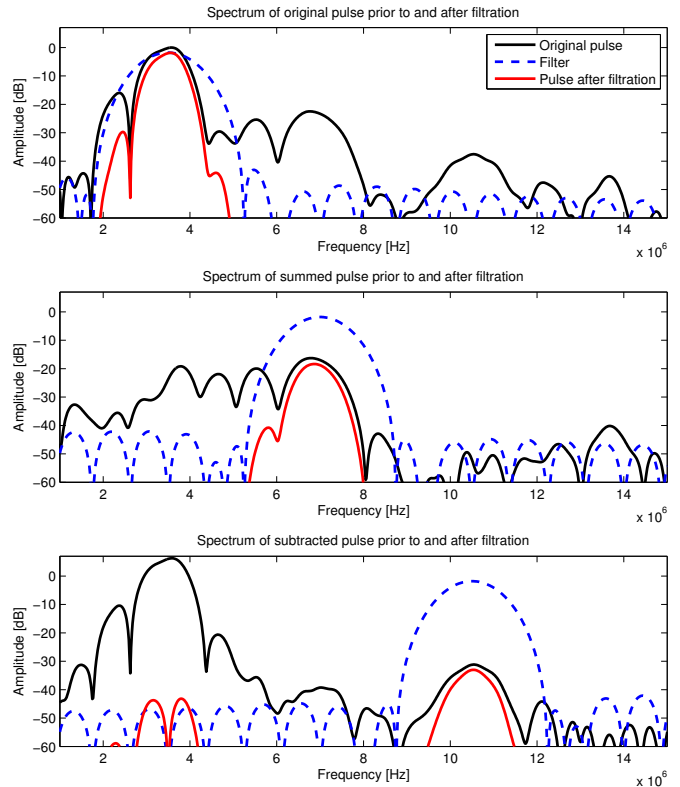 Spectrum of original pulse prior to and after filtration
Amplitude [dB]
0
−10
−20
−30
−40
−50
−60
Original pulse
Filter
Pulse after filtration
2 4 6 8 10 12 14
Frequency [Hz]
x 10^6
Spectrum of summed pulse prior to and after filtration
Amplitude [dB]
0
−10
−20
−30
−40
−50
−60
2 4 6 8 10 12 14
Frequency [Hz]
x 10^6
Spectrum of subtracted pulse prior to and after filtration
Amplitude [dB]
0
−10
−20
−30
−40
−50
−60
2 4 6 8 10 12 14
Frequency [Hz]
x 10^6